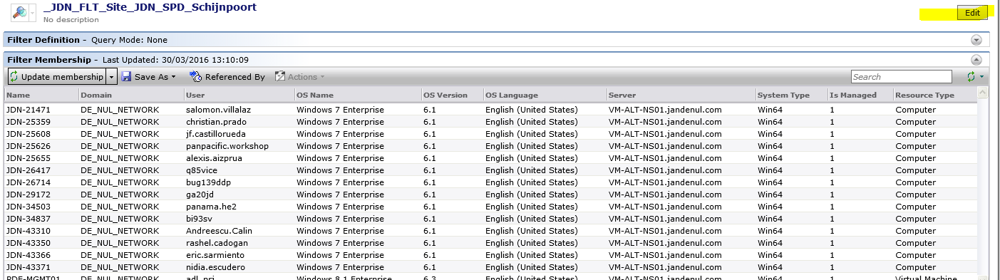 _JDN_FLT_Site_JDN_SPD_Schijnpoort
No description
Edit
Filter Definition - Query Mode: None
Filter Membership - Last Updated: 30/03/2016 13:10:09
Update membership Save As Referenced By Actions Search
Name Domain User OS Name OS Version OS Language Server System Type Is Managed Resource Type
JDN-21471 DE_NUL_NETWORK salomon.villalaz Windows 7 Enterprise 6.1 English (United States) VM-ALT-NS01.jandenul.com Win64 1 Computer
JDN-25359 DE_NUL_NETWORK christian.prado Windows 7 Enterprise 6.1 English (United States) VM-ALT-NS01.jandenul.com Win64 1 Computer
JDN-25608 DE_NUL_NETWORK jf.castillorueda Windows 7 Enterprise 6.1 English (United States) VM-ALT-NS01.jandenul.com Win64 1 Computer
JDN-25626 DE_NUL_NETWORK panpacific.workshop Windows 7 Enterprise 6.1 English (United States) VM-ALT-NS01.jandenul.com Win64 1 Computer
JDN-25655 DE_NUL_NETWORK alexis.aizprua Windows 7 Enterprise 6.1 English (United States) VM-ALT-NS01.jandenul.com Win64 1 Computer
JDN-26417 DE_NUL_NETWORK q85vice Windows 7 Enterprise 6.1 English (United States) VM-ALT-NS01.jandenul.com Win64 1 Computer
JDN-26714 DE_NUL_NETWORK bug139ddp Windows 7 Enterprise 6.1 English (United States) VM-ALT-NS01.jandenul.com Win64 1 Computer
JDN-29172 DE_NUL_NETWORK ga20jd Windows 7 Enterprise 6.1 English (United States) VM-ALT-NS01.jandenul.com Win64 1 Computer
JDN-34503 DE_NUL_NETWORK panama.he2 Windows 7 Enterprise 6.1 English (United States) VM-ALT-NS01.jandenul.com Win64 1 Computer
JDN-34837 DE_NUL_NETWORK bi93sv Windows 7 Enterprise 6.1 English (United States) VM-ALT-NS01.jandenul.com Win64 1 Computer
JDN-43310 DE_NUL_NETWORK Andreescu.Calin Windows 7 Enterprise 6.1 English (United States) VM-ALT-NS01.jandenul.com Win64 1 Computer
JDN-43350 DE_NUL_NETWORK rashel.cadogan Windows 7 Enterprise 6.1 English (United States) VM-ALT-NS01.jandenul.com Win64 1 Computer
JDN-43366 DE_NUL_NETWORK eric.sarmiento Windows 7 Enterprise 6.1 English (United States) VM-ALT-NS01.jandenul.com Win64 1 Computer
JDN-43371 DE_NUL_NETWORK nidia.escudero Windows 7 Enterprise 6.1 English (United States) VM-ALT-NS01.jandenul.com Win64 1 Computer
DE_NUL_NETWORK Windows 8.1 Enterprise 6.3 English (United States) VM-ALT-NS01.jandenul.com Win64 1 Virtual Machine